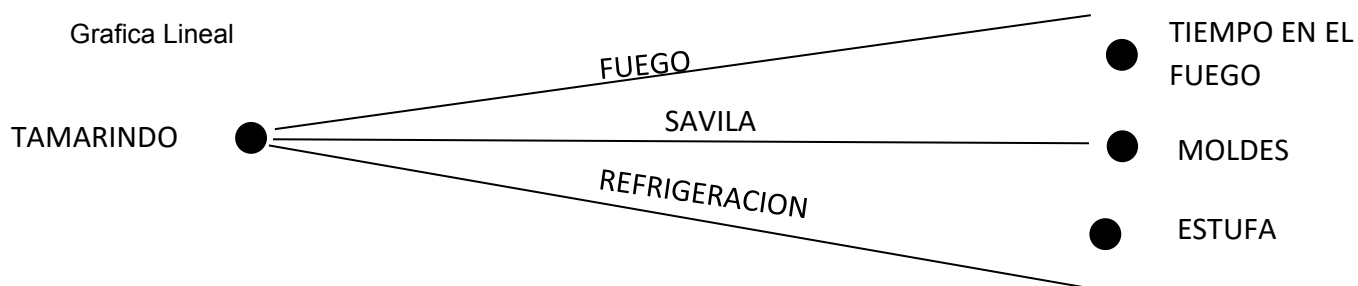 Grafica Lineal
TAMARINDO
FUEGO
SAVILA
REFRIGERACION
TIEMPO EN EL
FUEGO
MOLDES
ESTUFA